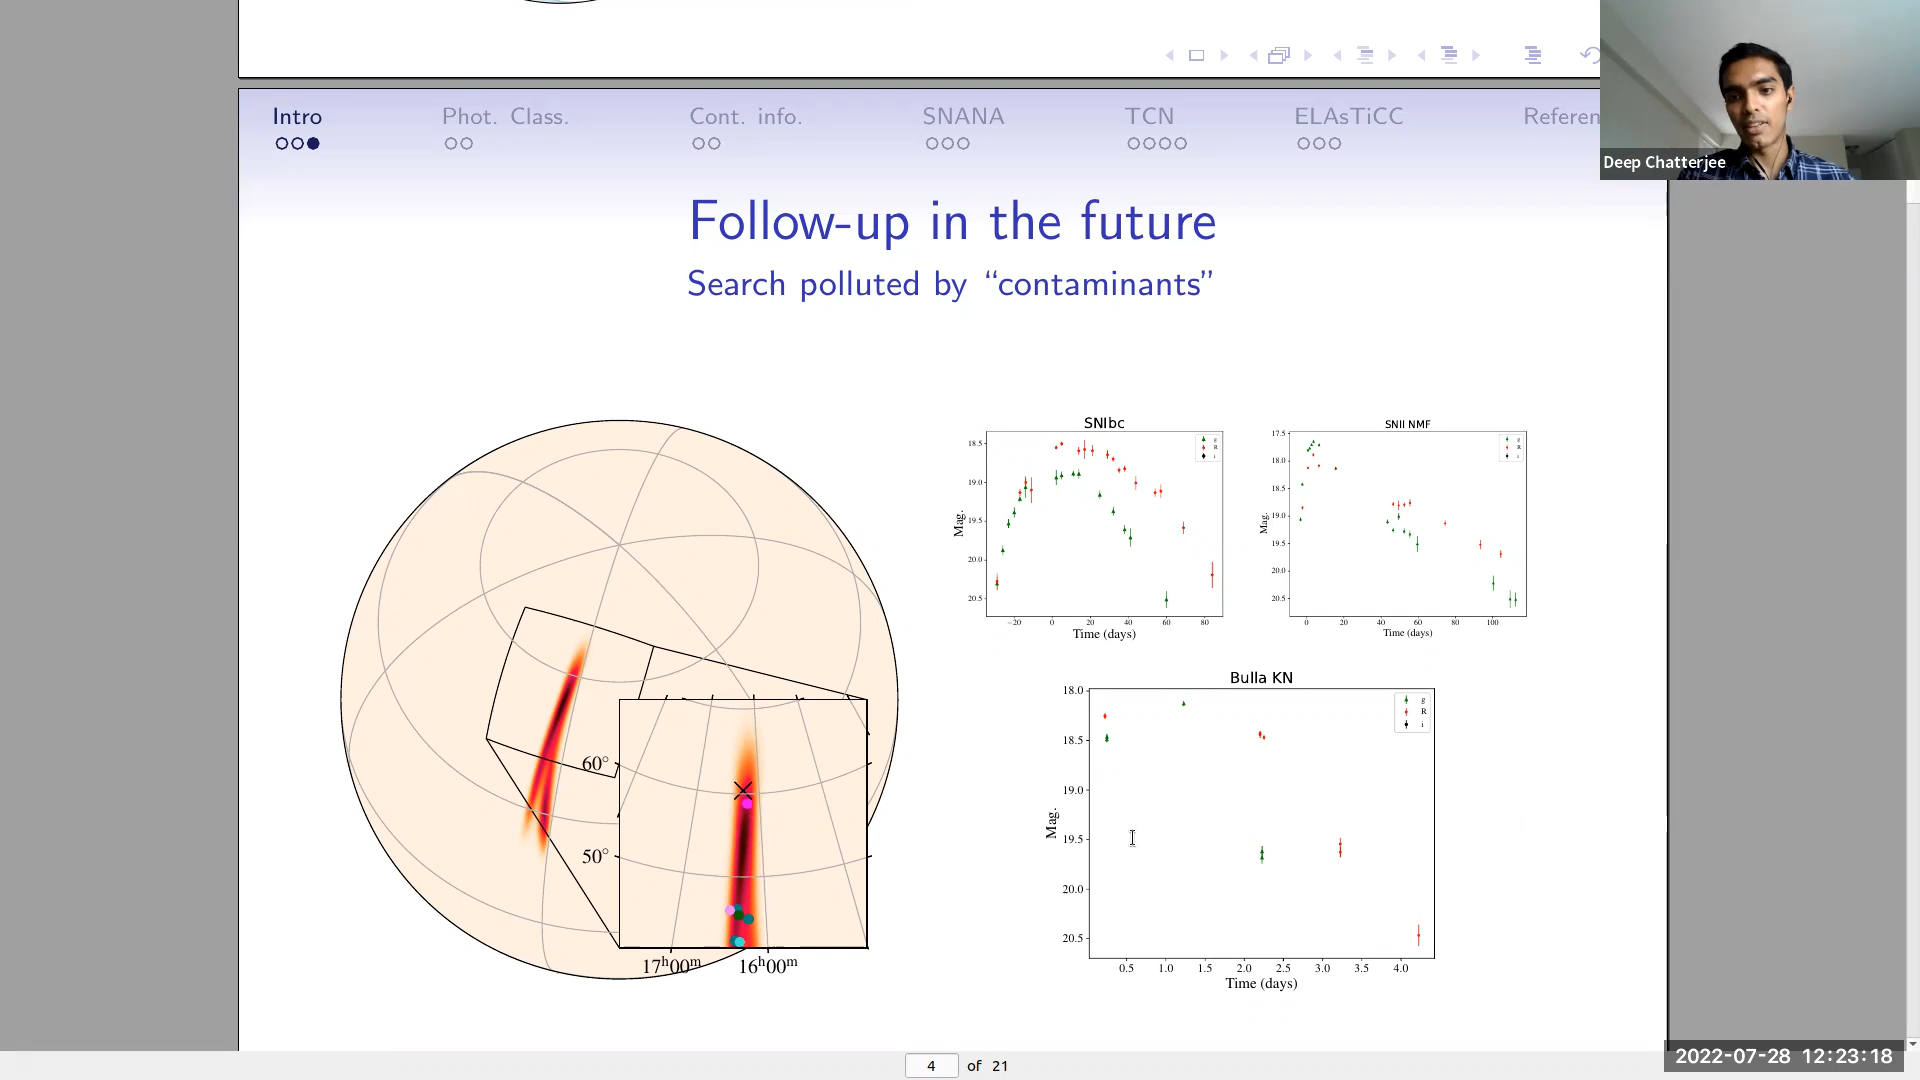 Intro Phot. Class. Cont. info. SNANA TCN ELAsTiCC Referen
Deep Chatterjee
Follow-up in the future
Search polluted by “contaminants”
SNIbc
18.5
19.0
19.5
20.0
20.5
Mag.
g
R
i
−20 0 20 40 60 80
Time (days)
SNII NMF
17.5
18.0
18.5
19.0
19.5
20.0
20.5
Mag.
g
R
i
0 20 40 60 80 100
Time (days)
60°
50°
17h00m 16h00m
Bulla KN
18.0
18.5
19.0
19.5
20.0
20.5
Mag.
g
R
i
0.5 1.0 1.5 2.0 2.5 3.0 3.5 4.0
Time (days)
4 of 21
2022-07-28 12:23:18